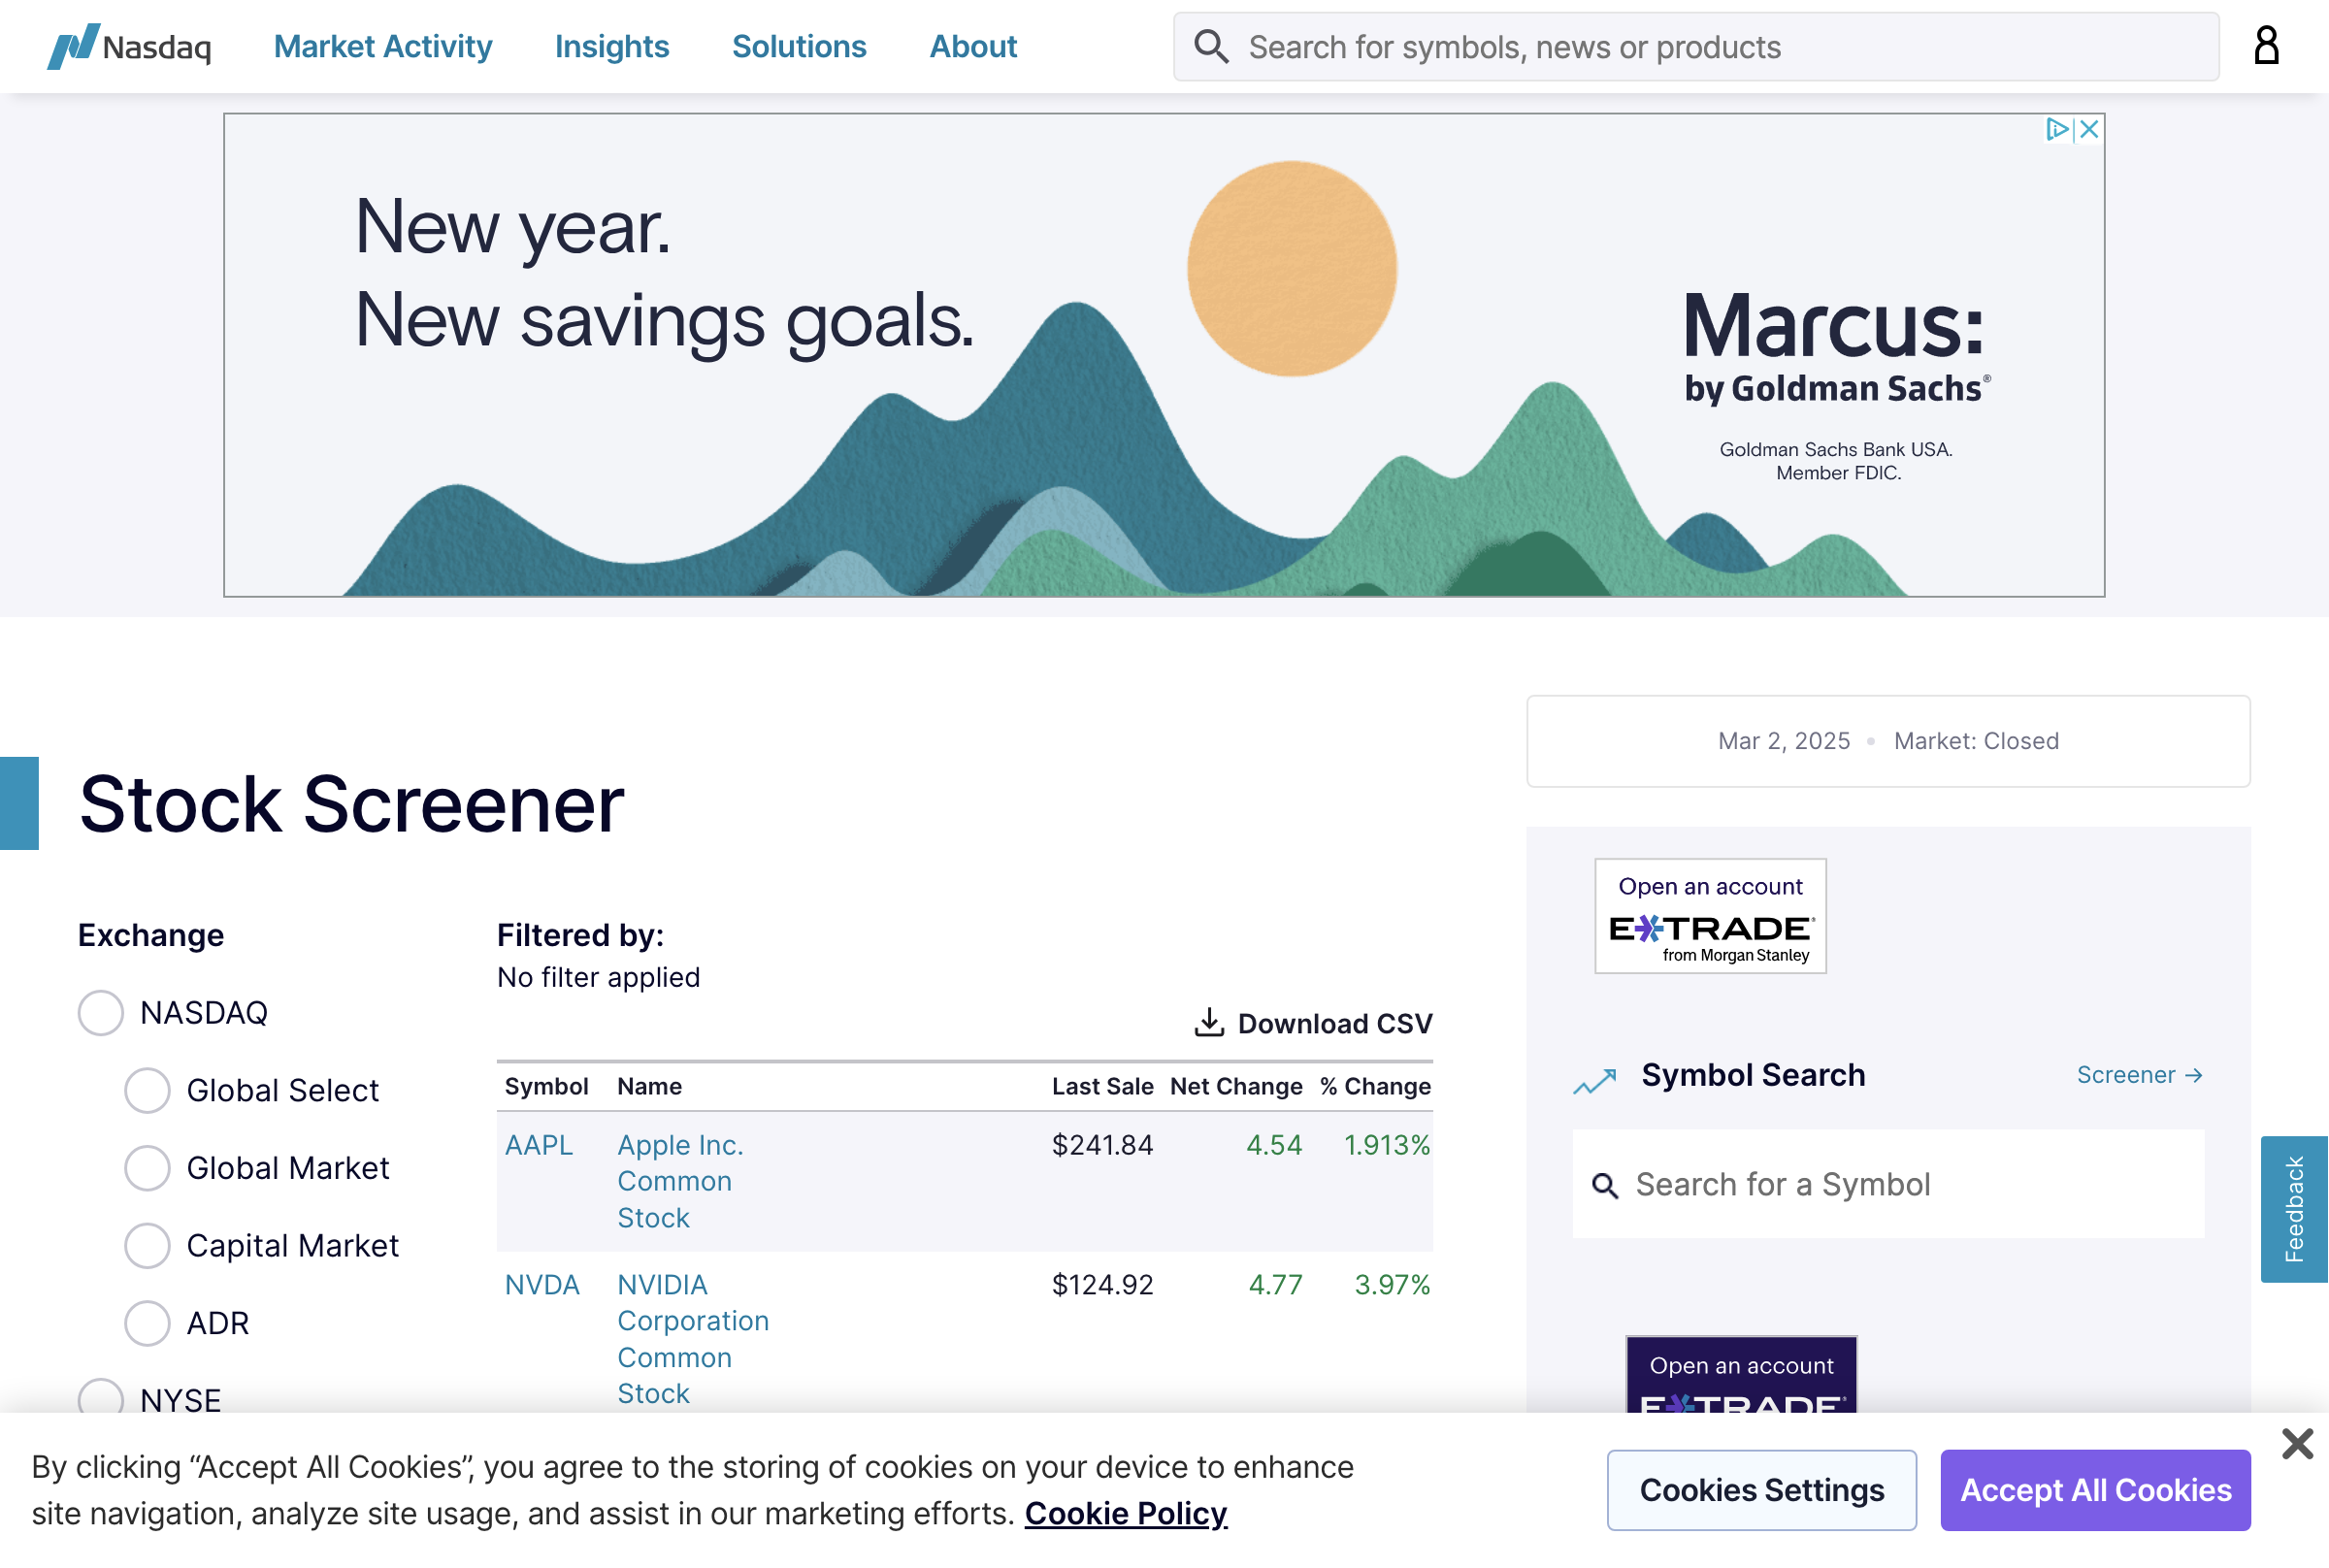 Nasdaq
Market Activity
Insights
Solutions
About
Search for symbols, news or products
New year.
New savings goals.
Marcus:
by Goldman Sachs®
Goldman Sachs Bank USA.
Member FDIC.
Mar 2, 2025 • Market: Closed
Stock Screener
Exchange
NASDAQ
Global Select
Global Market
Capital Market
ADR
NYSE
Filtered by:
No filter applied
Download CSV
Symbol Name Last Sale Net Change % Change
AAPL Apple Inc. $241.84 4.54 1.913%
Common
Stock
NVDA NVIDIA $124.92 4.77 3.97%
Corporation
Common
Stock
Open an account
E*TRADE®
from Morgan Stanley
Symbol Search
Screener →
Search for a Symbol
Feedback
Open an account
E*TRADE®
By clicking “Accept All Cookies”, you agree to the storing of cookies on your device to enhance
site navigation, analyze site usage, and assist in our marketing efforts. Cookie Policy
Cookies Settings
Accept All Cookies